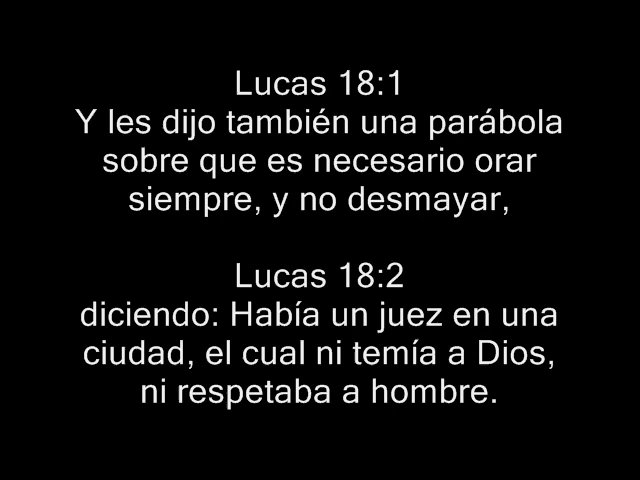 Lucas 18:1
Y les dijo también una parábola
sobre que es necesario orar
siempre, y no desmayar,
Lucas 18:2
diciendo: Había un juez en una
ciudad, el cual ni temía a Dios,
ni respetaba a hombre.